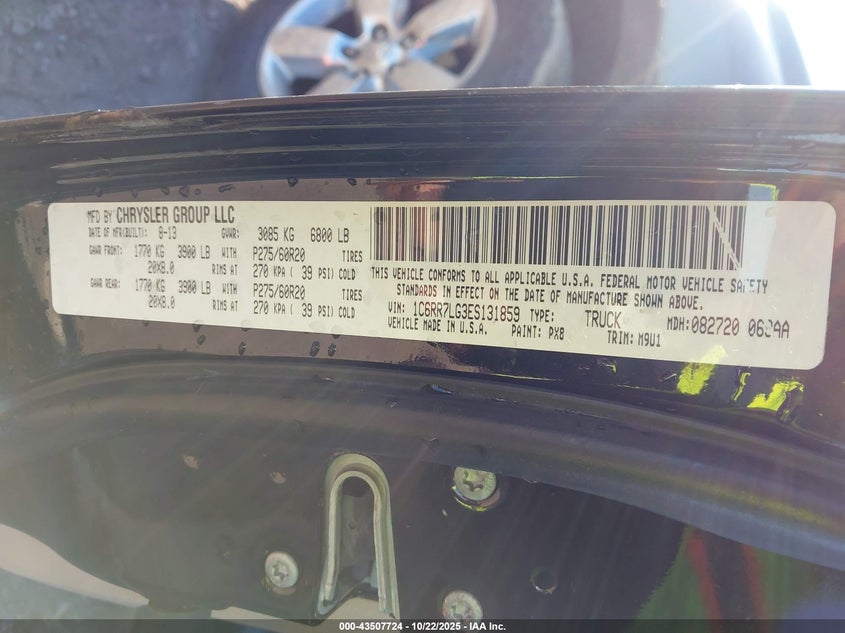 MFD BY CHRYSLER GROUP LLC
DATE OF MFR(BUILT): 8-13 GVWR: 3085 KG 6800 LB
GAWR FRONT: 1770 KG 3900 LB WITH P275/60R20 TIRES
20X8.0 RIMS AT 270 KPA ( 39 PSI) COLD
GAWR REAR: 1770 KG 3900 LB WITH P275/60R20 TIRES
20X8.0 RIMS AT 270 KPA ( 39 PSI) COLD
THIS VEHICLE CONFORMS TO ALL APPLICABLE U.S.A. FEDERAL MOTOR VEHICLE SAFETY
STANDARDS IN EFFECT ON THE DATE OF MANUFACTURE SHOWN ABOVE.
VIN: 1C6RR7LG3ES131859 TYPE: TRUCK MDH: 082720
VEHICLE MADE IN U.S.A. PAINT: PX8 TRIM: M9U1
000-43507724 - 10/22/2025 - IAA Inc.